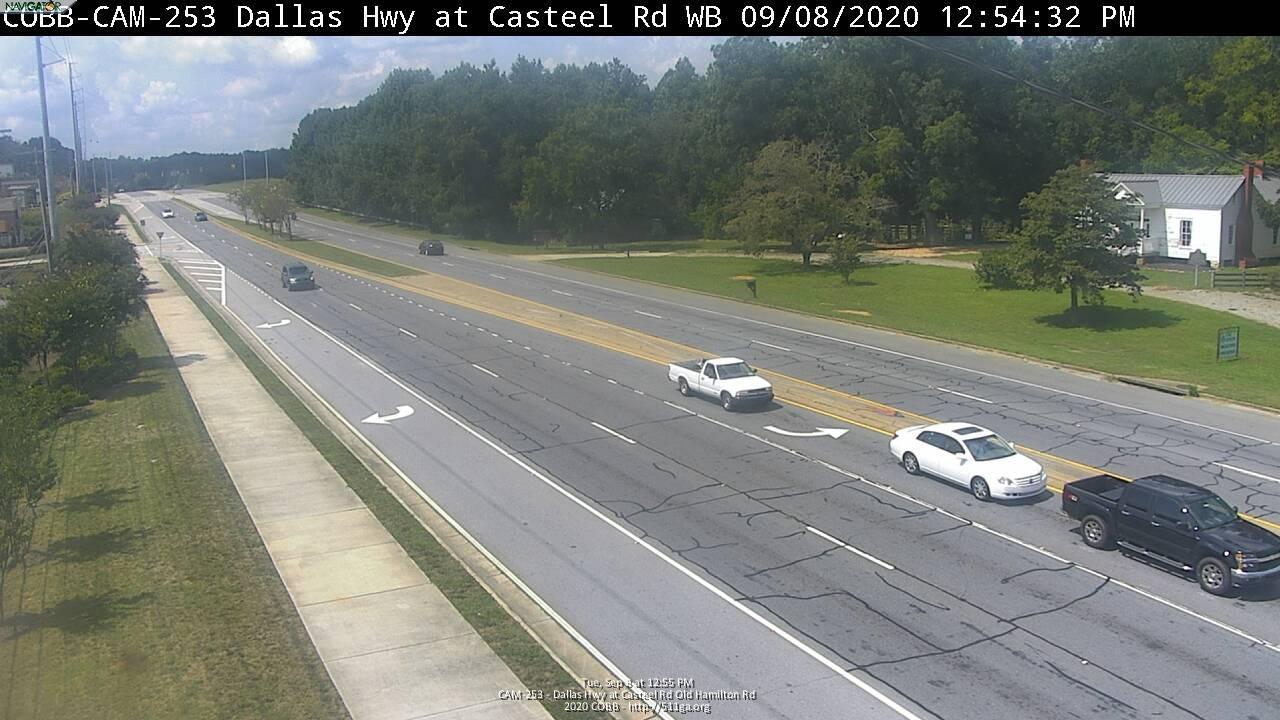 NAVIGATOR
COBB-CAM-253 Dallas Hwy at Casteel Rd WB 09/08/2020 12:54:32 PM
Tue, Sep 8 at 12:55 PM
CAM-253 - Dallas Hwy at Casteel Rd Old Hamilton Rd
2020 COBB - http://511ga.org